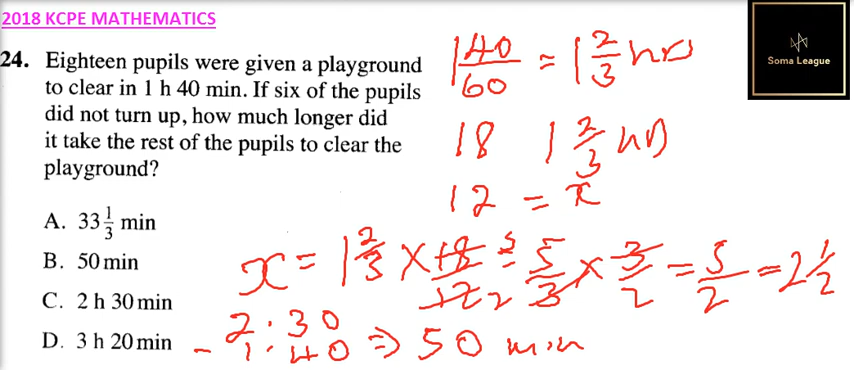 2018 KCPE MATHEMATICS
Soma League
24. Eighteen pupils were given a playground
to clear in 1 h 40 min. If six of the pupils
did not turn up, how much longer did
it take the rest of the pupils to clear the
playground?
A. 33 1/3 min
B. 50 min
C. 2 h 30 min
D. 3 h 20 min
1 40/60 = 1 2/3 hrs
18 1 2/3 hrs
12 = x
x = 1 2/3 × 18/12 = 5/3 × 3/2 = 5/2 = 2 1/2
2 : 30
- 1 : 40 ⇒ 50 min